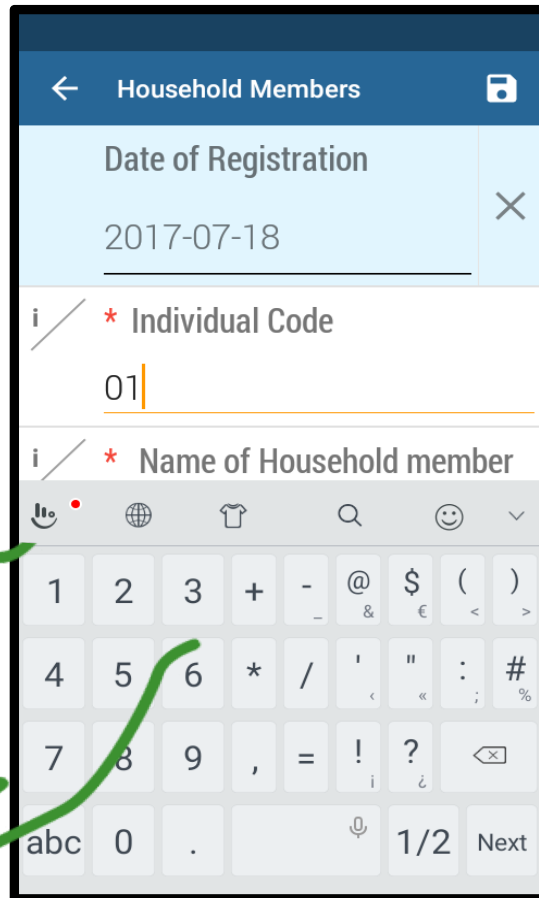 Household Members
Date of Registration
2017-07-18
i * Individual Code
01
i * Name of Household member
1 2 3 + - _ @ & $ € ( < ) >
4 5 6 * / ' ‹ " « : ; # %
7 8 9 , = ! ¡ ? ¿
abc 0 . 1/2 Next